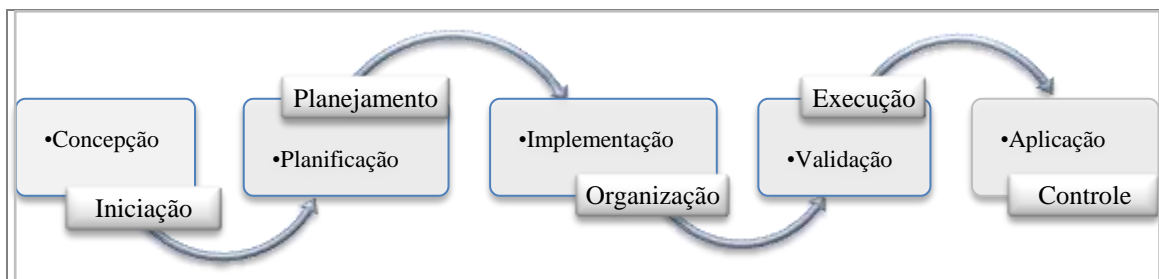 •Concepção
Iniciação
Planejamento
•Planificação
•Implementação
Organização
Execução
•Validação
•Aplicação
Controle